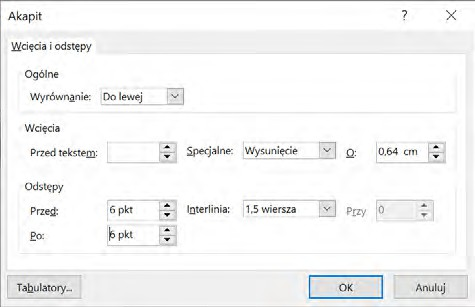 Akapit ? ×
Wcięcia i odstępy
Ogólne
Wyrównanie: Do lewej
Wcięcia
Przed tekstem: Specjalne: Wysunięcie O: 0,64 cm
Odstępy
Przed: 6 pkt Interlinia: 1,5 wiersza Przy 0
Po: 6 pkt
Tabulatory... OK Anuluj